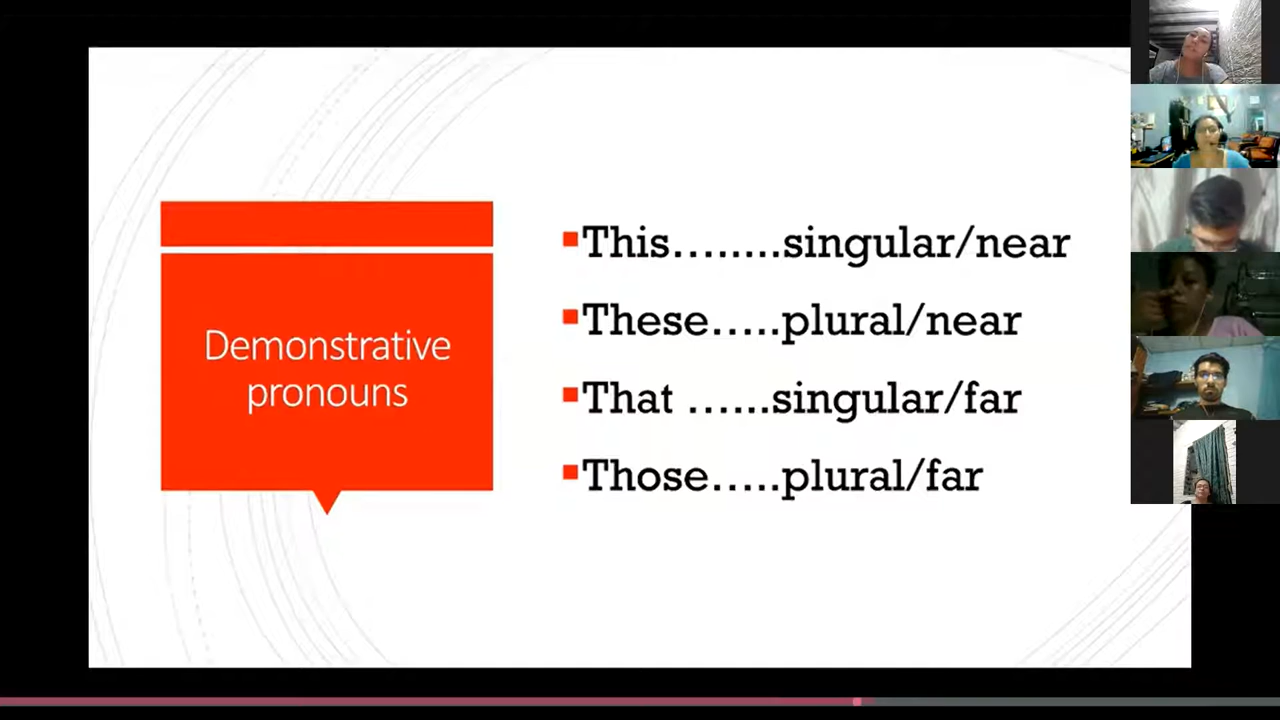 Demonstrative
pronouns
This……..singular/near
These…..plural/near
That ……singular/far
Those…..plural/far